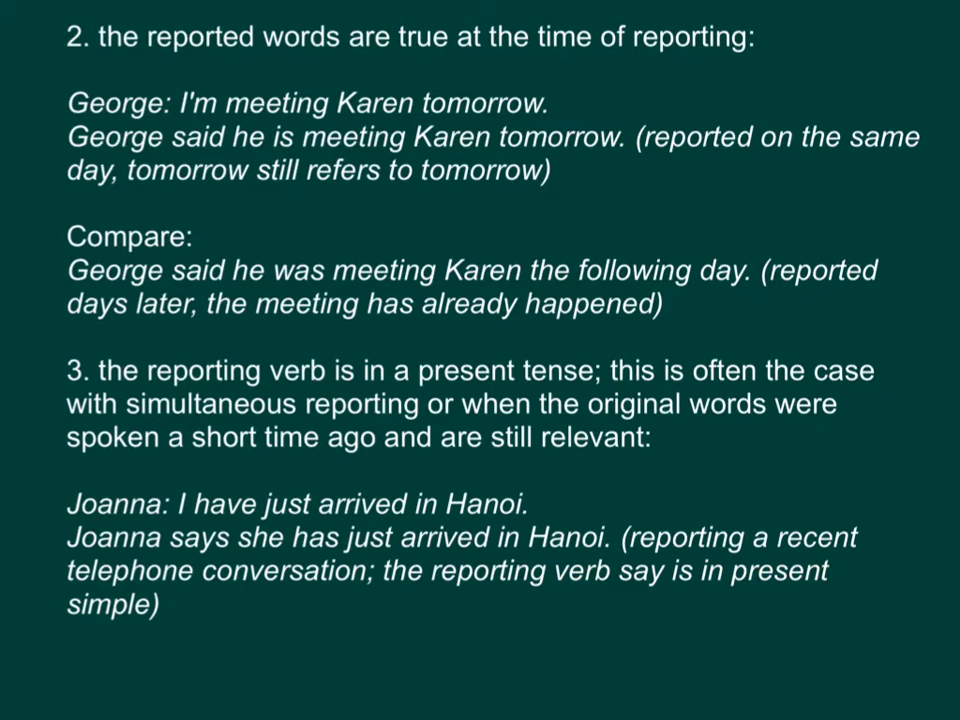 2. the reported words are true at the time of reporting:
George: I'm meeting Karen tomorrow.
George said he is meeting Karen tomorrow. (reported on the same
day, tomorrow still refers to tomorrow)
Compare:
George said he was meeting Karen the following day. (reported
days later, the meeting has already happened)
3. the reporting verb is in a present tense; this is often the case
with simultaneous reporting or when the original words were
spoken a short time ago and are still relevant:
Joanna: I have just arrived in Hanoi.
Joanna says she has just arrived in Hanoi. (reporting a recent
telephone conversation; the reporting verb say is in present
simple)